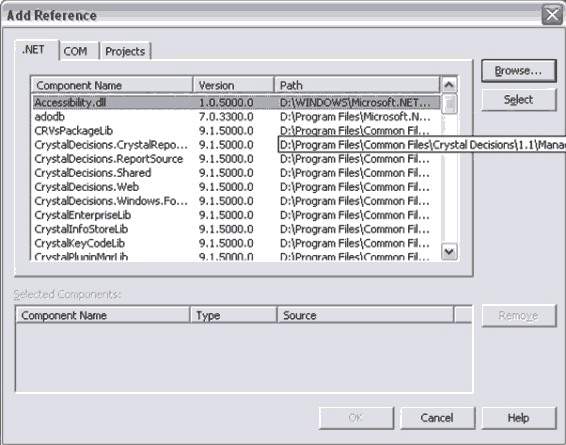 Add Reference
.NET COM Projects
Component Name Version Path
Accessibility.dll 1.0.5000.0 D:\WINDOWS\Microsoft.NET...
adodb 7.0.3300.0 D:\Program Files\Microsoft.N...
CRVsPackageLib 9.1.5000.0 D:\Program Files\Common Fil...
CrystalDecisions.CrystalRepo... 9.1.5000.0 D:\Program Files\Common Files\Crystal Decisions\1.1\Mana
CrystalDecisions.ReportSource 9.1.5000.0 D:\Program Files\Common Fil...
CrystalDecisions.Shared 9.1.5000.0 D:\Program Files\Common Fil...
CrystalDecisions.Web 9.1.5000.0 D:\Program Files\Common Fil...
CrystalDecisions.Windows.Fo... 9.1.5000.0 D:\Program Files\Common Fil...
CrystalEnterpriseLib 9.1.5000.0 D:\Program Files\Common Fil...
CrystalInfoStoreLib 9.1.5000.0 D:\Program Files\Common Fil...
CrystalKeyCodeLib 9.1.5000.0 D:\Program Files\Common Fil...
CrystalPluginMgrLib 9.1.5000.0 D:\Program Files\Common Fil...
Browse...
Select
Selected Components:
Component Name Type Source
Remove
OK Cancel Help